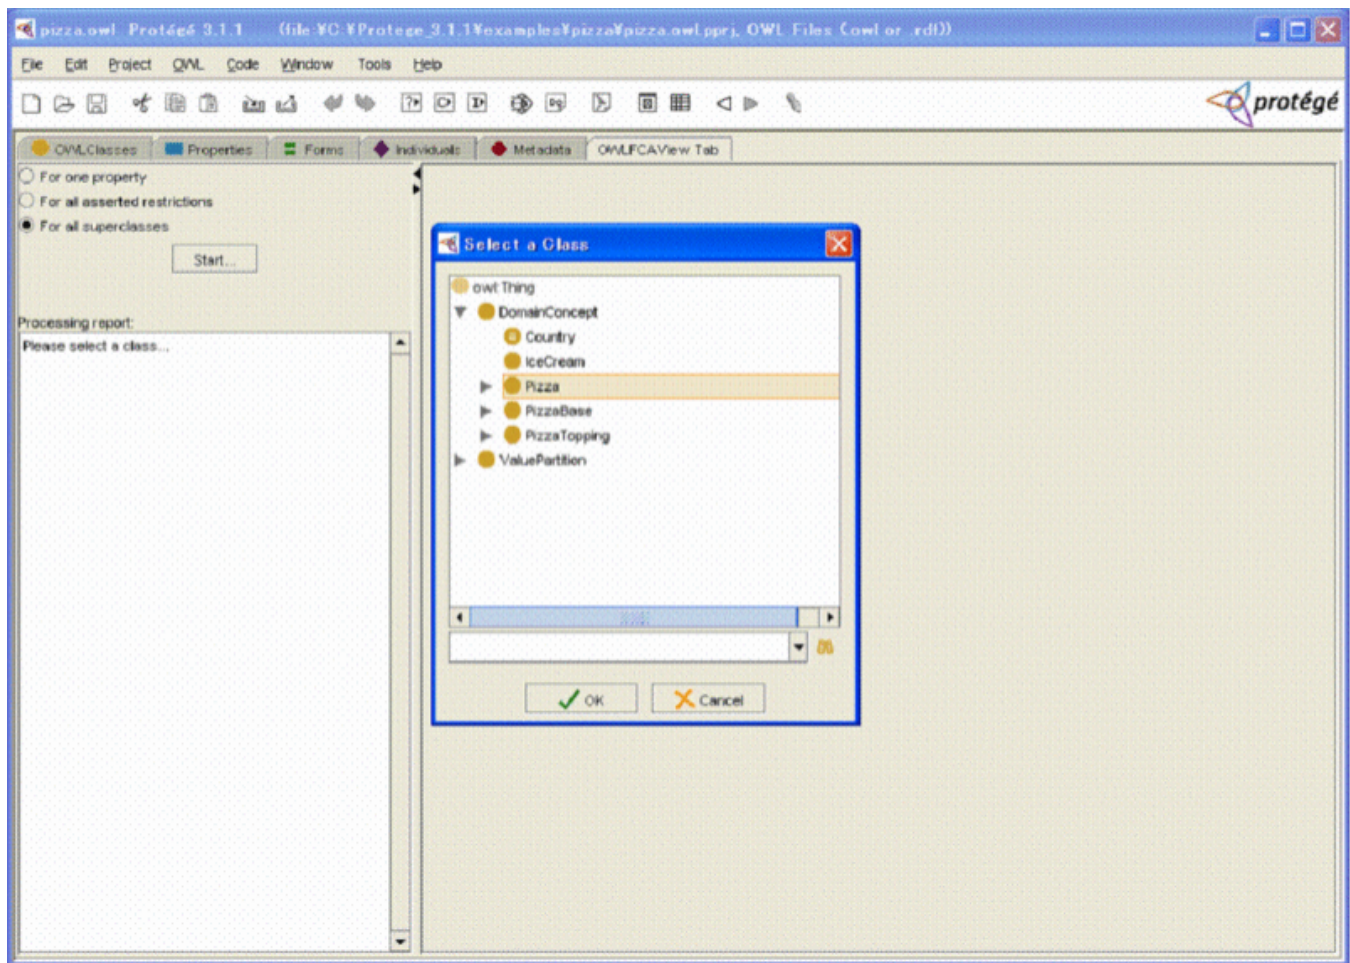 pizza.owl Protégé 3.1.1 (file:¥C:¥Protege_3.1.1¥examples¥pizza¥pizza.owl.pprj, OWL Files (.owl or .rdf))
File Edit Project OWL Code Window Tools Help
protégé
OWLClasses Properties Forms Individuals Metadata OWLFCAView Tab
For one property
For all asserted restrictions
For all superclasses
Start...
Processing report:
Please select a class...
Select a Class
owl:Thing
DomainConcept
Country
IceCream
Pizza
PizzaBase
PizzaTopping
ValuePartition
OK Cancel